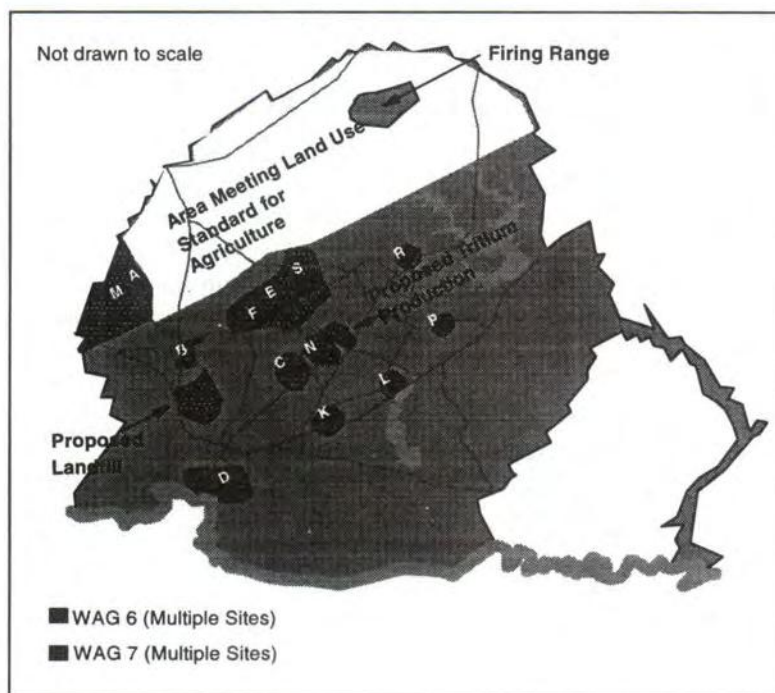 Not drawn to scale
Firing Range
Area Meeting Land Use
Standard for
Agriculture
M A
S
E
F
R
Proposed Tritium
Production
B
N
C
P
L
K
Proposed
Landfill
D
WAG 6 (Multiple Sites)
WAG 7 (Multiple Sites)